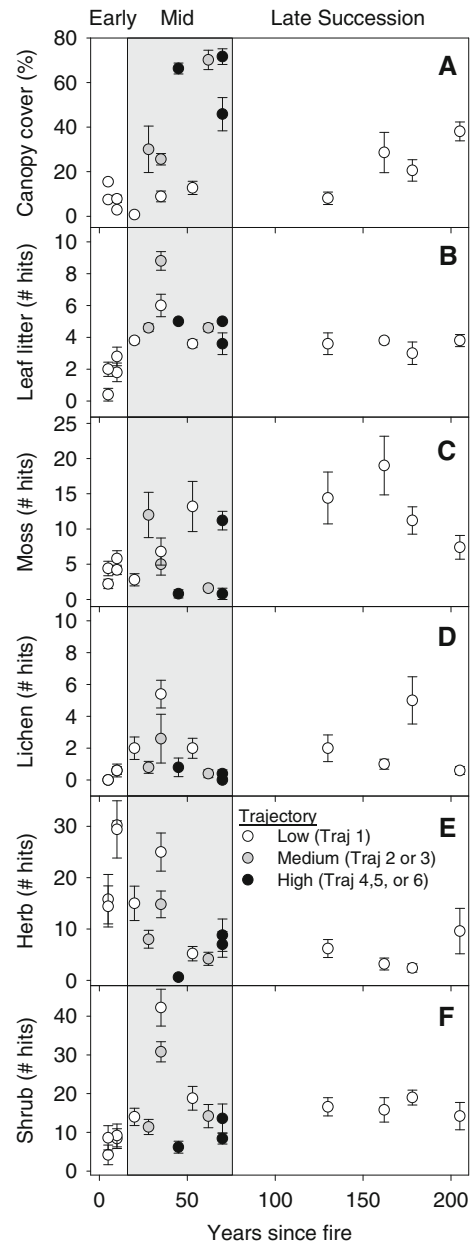 Early Mid Late Succession
80
60
40
20
0
Canopy cover (%)
A
10
8
6
4
2
0
Leaf litter (# hits)
B
25
20
15
10
5
0
Moss (# hits)
C
10
8
6
4
2
0
Lichen (# hits)
D
30
20
10
0
Herb (# hits)
E
Trajectory
Low (Traj 1)
Medium (Traj 2 or 3)
High (Traj 4,5, or 6)
40
30
20
10
0
Shrub (# hits)
F
0 50 100 150 200
Years since fire